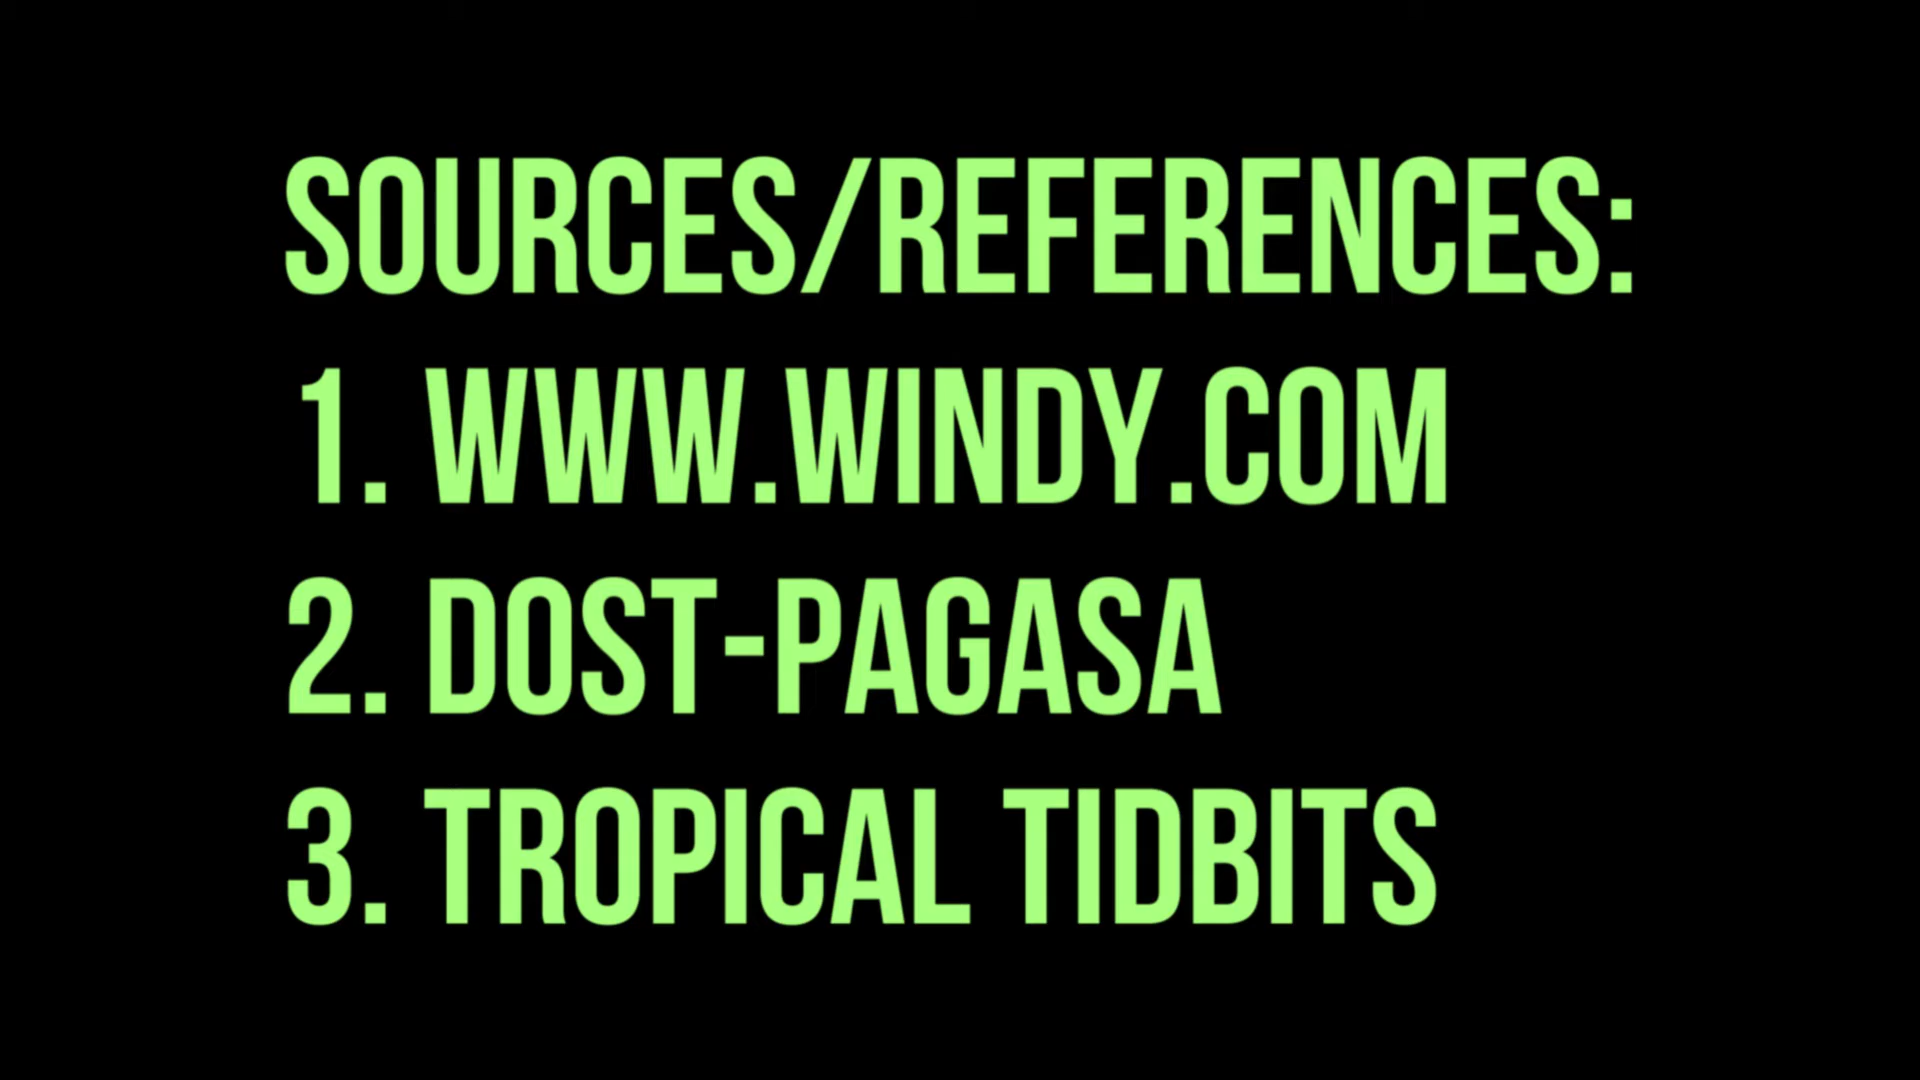 SOURCES/REFERENCES:
1. WWW.WINDY.COM
2. DOST-PAGASA
3. TROPICAL TIDBITS